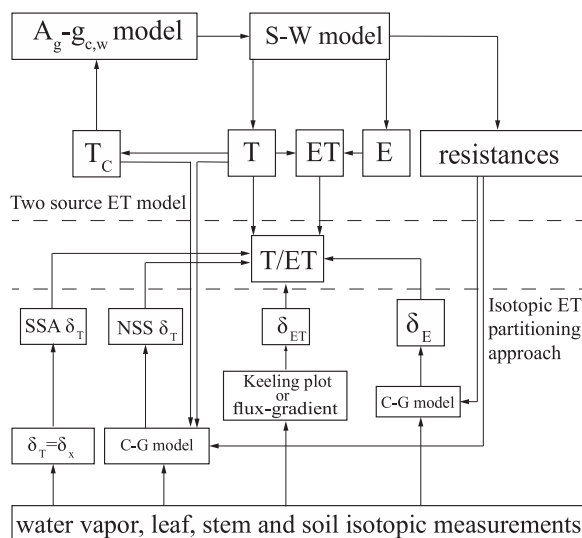 A_g-g_{c,w} model
S-W model
T_C
T
ET
E
resistances
Two source ET model
T/ET
SSA δ_T
NSS δ_T
δ_ET
δ_E
Isotopic ET
partitioning
approach
Keeling plot
or
flux-gradient
C-G model
δ_T=δ_x
C-G model
water vapor, leaf, stem and soil isotopic measurements